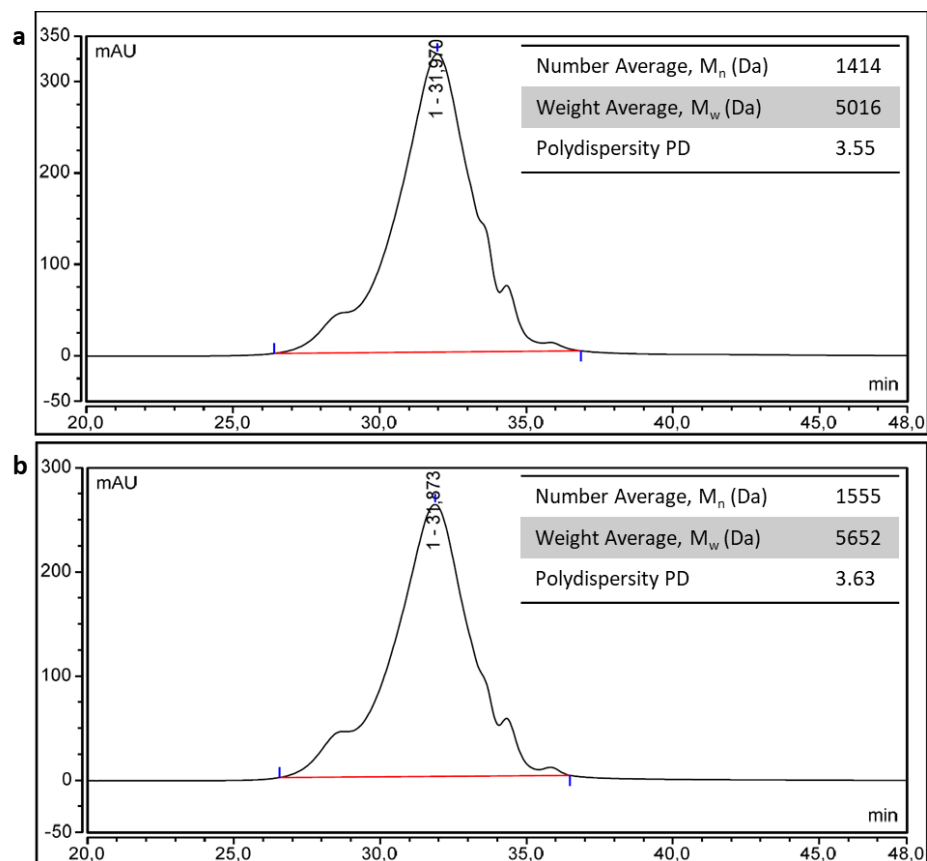 a
mAU
350
300
200
100
0
-50
1 - 31,970
Number Average, Mn (Da) 1414
Weight Average, Mw (Da) 5016
Polydispersity PD 3.55
min
20,0 25,0 30,0 35,0 40,0 45,0 48,0
b
mAU
300
200
100
0
-50
1 - 31,873
Number Average, Mn (Da) 1555
Weight Average, Mw (Da) 5652
Polydispersity PD 3.63
min
20,0 25,0 30,0 35,0 40,0 45,0 48,0